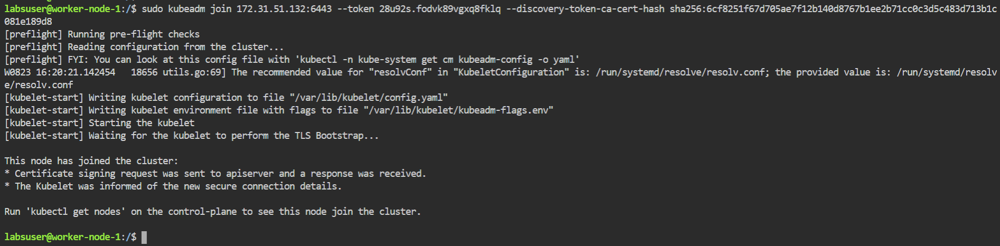 labsuser@worker-node-1:/$ sudo kubeadm join 172.31.51.132:6443 --token 28u92s.fodvk89vgxq8fklq --discovery-token-ca-cert-hash sha256:6cf8251f67d705ae7f12b140d8767b1ee2b71cc0c3d5c483d713b1c
081e189d8
[preflight] Running pre-flight checks
[preflight] Reading configuration from the cluster...
[preflight] FYI: You can look at this config file with 'kubectl -n kube-system get cm kubeadm-config -o yaml'
W0823 16:20:21.142454   18656 utils.go:69] The recommended value for "resolvConf" in "KubeletConfiguration" is: /run/systemd/resolve/resolv.conf; the provided value is: /run/systemd/resolv
e/resolv.conf
[kubelet-start] Writing kubelet configuration to file "/var/lib/kubelet/config.yaml"
[kubelet-start] Writing kubelet environment file with flags to file "/var/lib/kubelet/kubeadm-flags.env"
[kubelet-start] Starting the kubelet
[kubelet-start] Waiting for the kubelet to perform the TLS Bootstrap...
This node has joined the cluster:
* Certificate signing request was sent to apiserver and a response was received.
* The Kubelet was informed of the new secure connection details.
Run 'kubectl get nodes' on the control-plane to see this node join the cluster.
labsuser@worker-node-1:/$